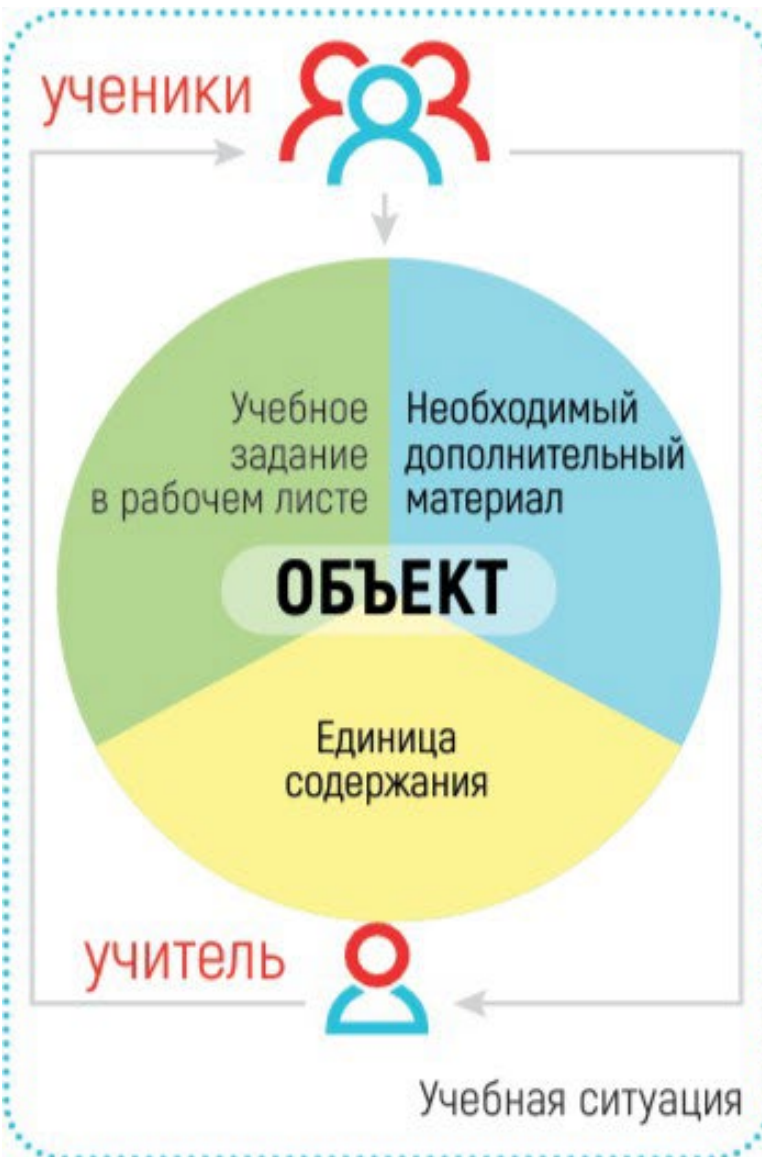 ученики
Учебное
задание
в рабочем листе
Необходимый
дополнительный
материал
ОБЪЕКТ
Единица
содержания
учитель
Учебная ситуация